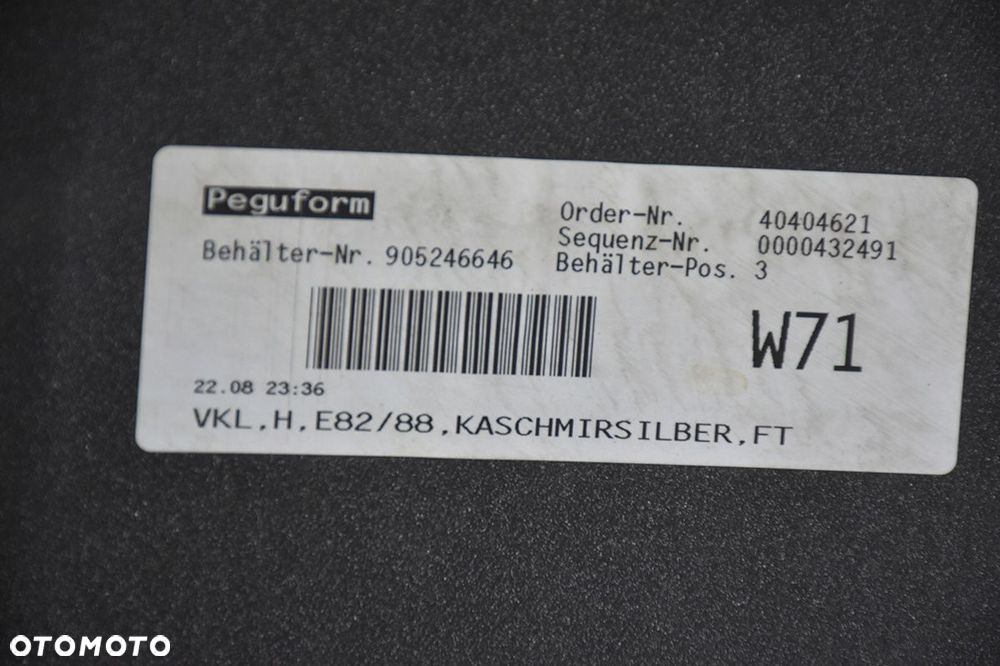 Peguform
Behälter-Nr. 905246646
Order-Nr. 40404621
Sequenz-Nr. 0000432491
Behälter-Pos. 3
W71
22.08 23:36
VKL,H,E82/88,KASCHMIRSILBER,FT
OTOMOTO